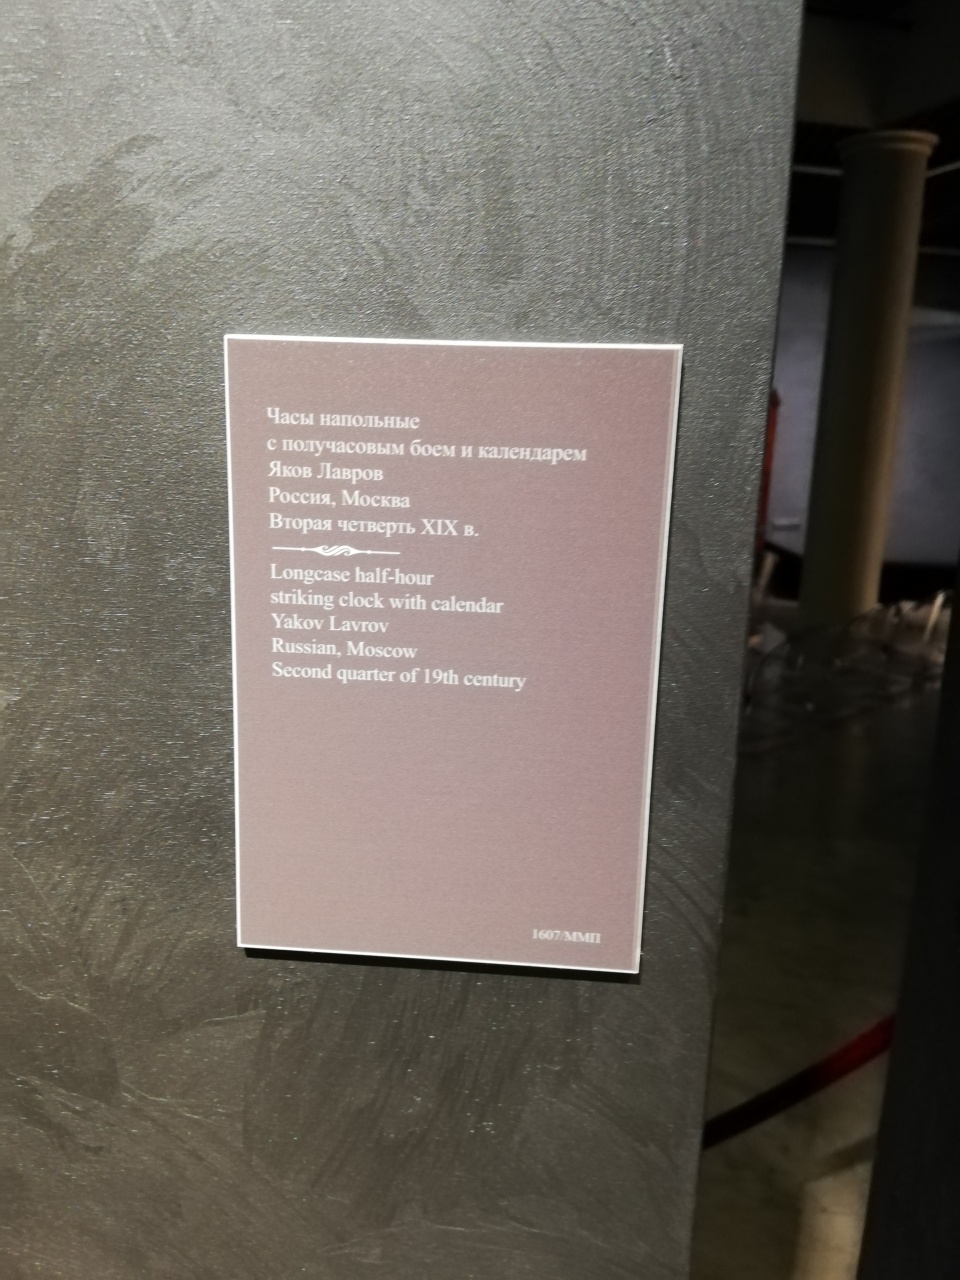 Часы напольные
с получасовым боем и календарем
Яков Лавров
Россия, Москва
Вторая четверть XIX в.
Longcase half-hour
striking clock with calendar
Yakov Lavrov
Russian, Moscow
Second quarter of 19th century
1607/ММП